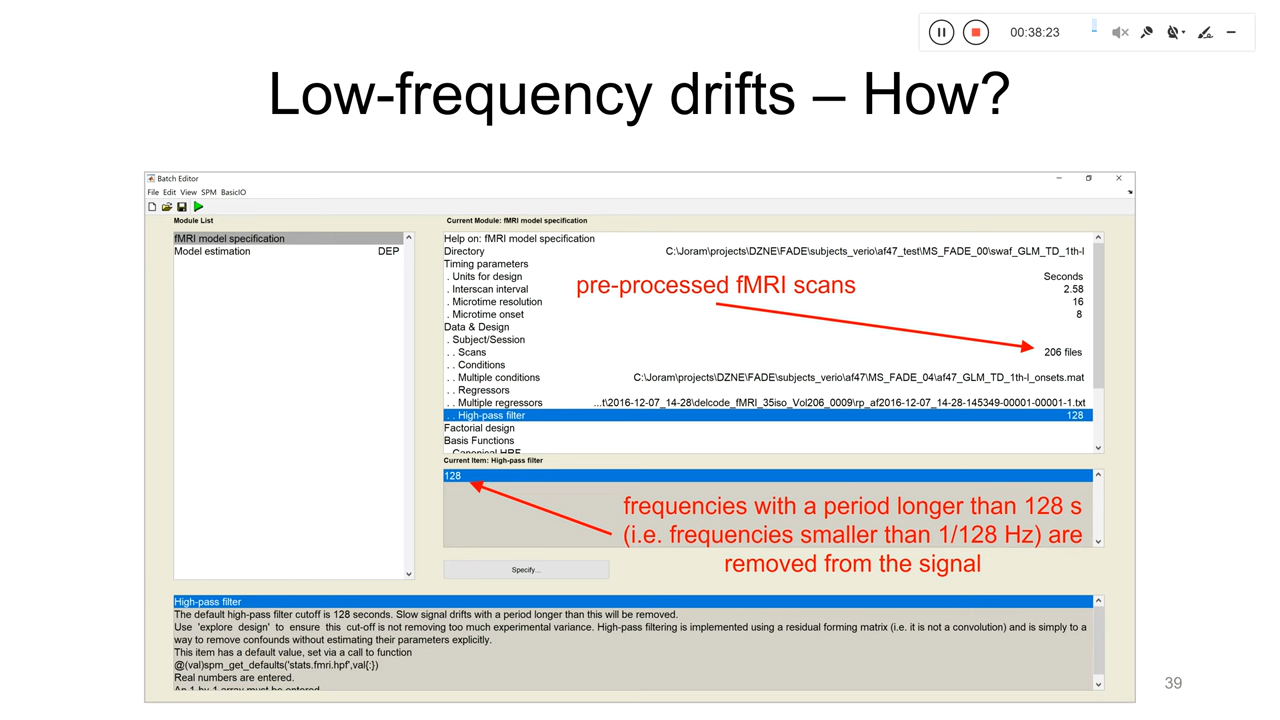 00:38:23
Low-frequency drifts – How?
Batch Editor
File Edit View SPM BasicIO
Module List
Current Module: fMRI model specification
fMRI model specification
Model estimation DEP
Help on: fMRI model specification
Directory C:\Joram\projects\DZNE\FADE\subjects_verio\af47_test\MS_FADE_00\swaf_GLM_TD_1th-l
Timing parameters
. Units for design Seconds
. Interscan interval 2.58
. Microtime resolution 16
. Microtime onset 8
Data & Design
. Subject/Session
. . Scans 206 files
. . Conditions
. . Multiple conditions C:\Joram\projects\DZNE\FADE\subjects_verio\af47\MS_FADE_04\af47_GLM_TD_1th-l_onsets.mat
. . Regressors
. . Multiple regressors ...t\2016-12-07_14-28\delcode_fMRI_35iso_Vol206_0009\rp_af2016-12-07_14-28-145349-00001-00001-1.txt
. . High-pass filter 128
Factorial design
Basis Functions
. Canonical HRF
pre-processed fMRI scans
Current Item: High-pass filter
128
frequencies with a period longer than 128 s
(i.e. frequencies smaller than 1/128 Hz) are
removed from the signal
Specify...
High-pass filter
The default high-pass filter cutoff is 128 seconds. Slow signal drifts with a period longer than this will be removed.
Use 'explore design' to ensure this cut-off is not removing too much experimental variance. High-pass filtering is implemented using a residual forming matrix (i.e. it is not a convolution) and is simply to a
way to remove confounds without estimating their parameters explicitly.
This item has a default value, set via a call to function
@(val)spm_get_defaults('stats.fmri.hpf',val{:})
Real numbers are entered.
An 1-by-1 array must be entered.
39